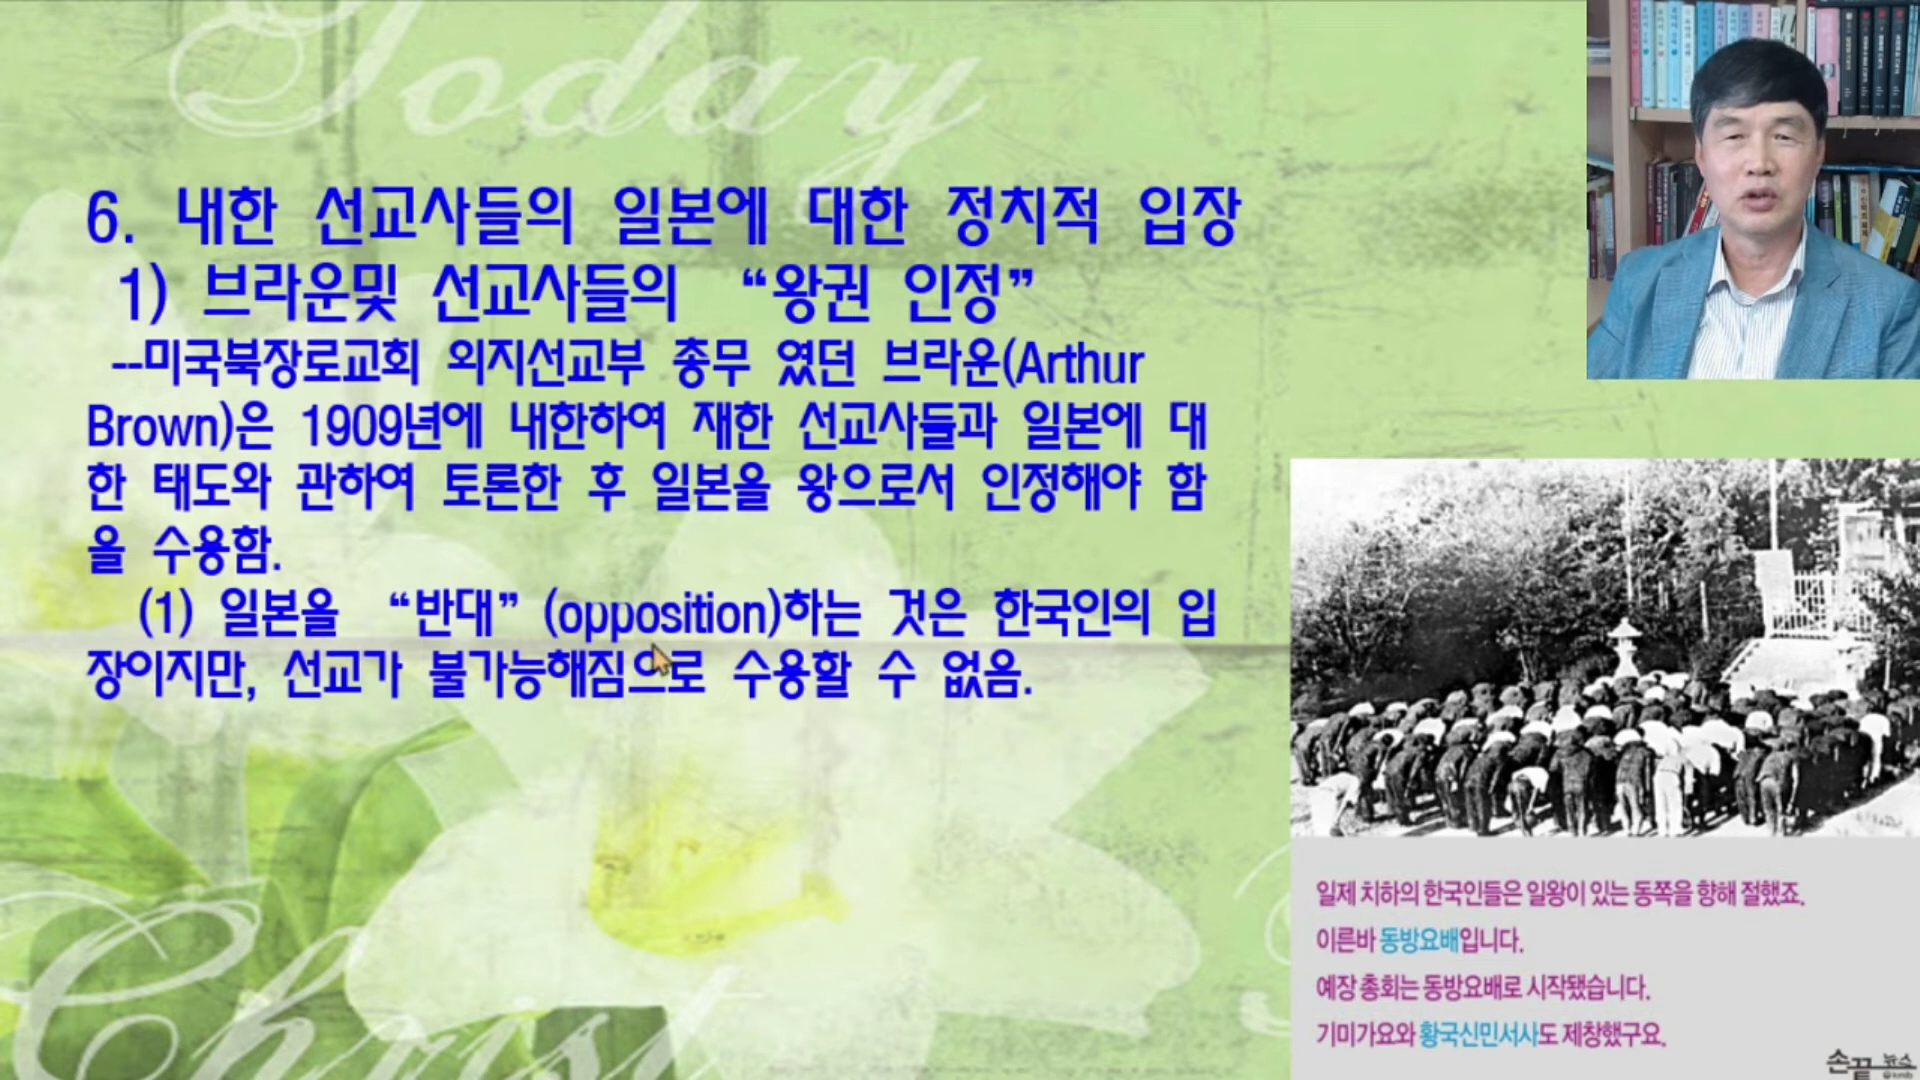 Today
6. 내한 선교사들의 일본에 대한 정치적 입장
1) 브라운및 선교사들의 “왕권 인정”
--미국북장로교회 외지선교부 총무 였던 브라운(Arthur
Brown)은 1909년에 내한하여 재한 선교사들과 일본에 대
한 태도와 관하여 토론한 후 일본을 왕으로서 인정해야 함
을 수용함.
(1) 일본을 “반대” (opposition)하는 것은 한국인의 입
장이지만, 선교가 불가능해짐으로 수용할 수 없음.
일제 치하의 한국인들은 일왕이 있는 동쪽을 향해 절했죠.
이른바 동방요배입니다.
예장 총회는 동방요배로 시작됐습니다.
기미가요와 황국신민서사도 제창했구요.
손끝 뉴스
Christ